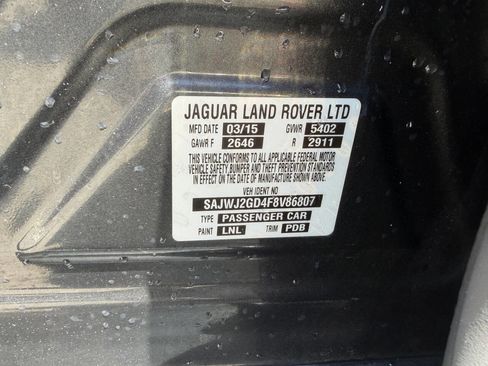 JAGUAR LAND ROVER LTD
MFD DATE 03/15 GVWR 5402
GAWR F 2646 R 2911
THIS VEHICLE CONFORMS TO ALL APPLICABLE FEDERAL MOTOR
VEHICLE SAFETY, BUMPER AND THEFT PREVENTION STANDARDS
IN EFFECT ON THE DATE OF MANUFACTURE SHOWN ABOVE
VEH IDENT NO
SAJWJ2GD4F8V86807
TYPE PASSENGER CAR
PAINT LNL TRIM PDB